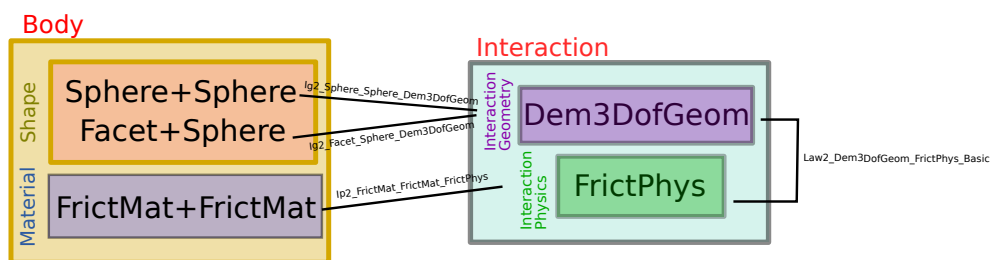 Body
Shape
Sphere+Sphere
Facet+Sphere
Material
FrictMat+FrictMat
Ig2_Sphere_Sphere_Dem3DofGeom
Ig2_Facet_Sphere_Dem3DofGeom
Ip2_FrictMat_FrictMat_FrictPhys
Interaction
Interaction
Geometry
Dem3DofGeom
Interaction
Physics
FrictPhys
Law2_Dem3DofGeom_FrictPhys_Basic